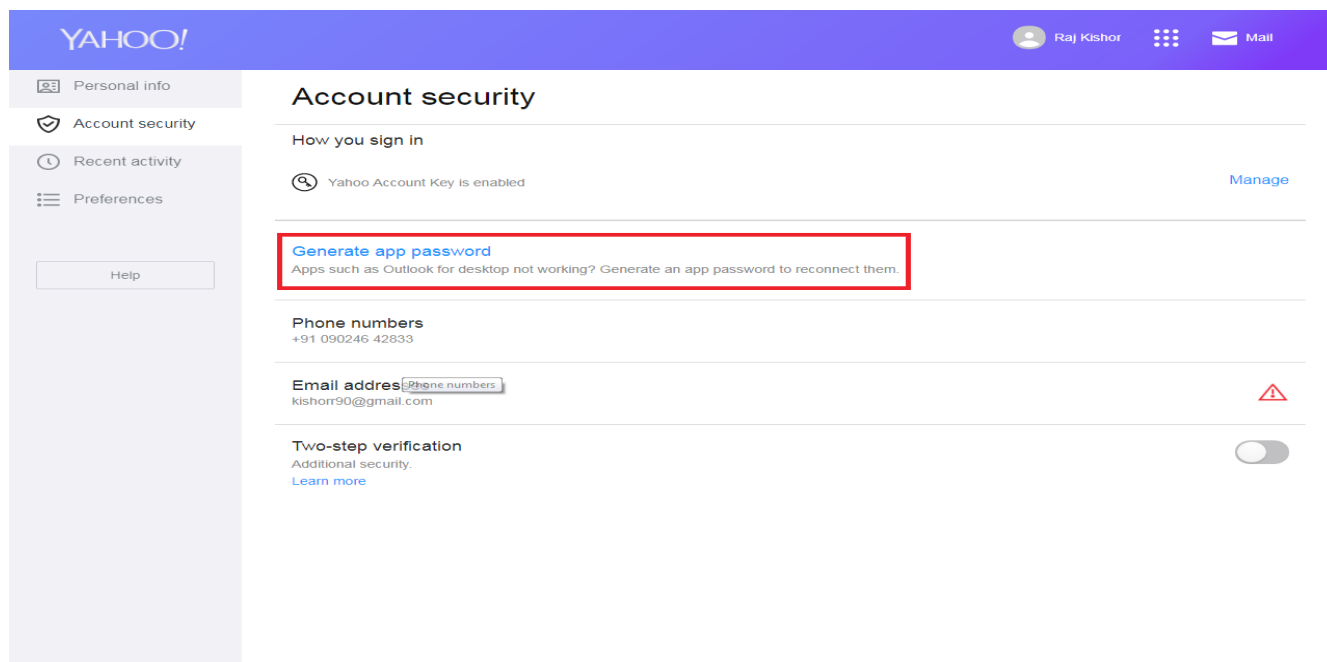 YAHOO!
Raj Kishor
Mail
Personal info
Account security
Recent activity
Preferences
Help
Account security
How you sign in
Yahoo Account Key is enabled
Manage
Generate app password
Apps such as Outlook for desktop not working? Generate an app password to reconnect them.
Phone numbers
+91 090246 42833
Email addres
Phone numbers
kishorr90@gmail.com
Two-step verification
Additional security.
Learn more